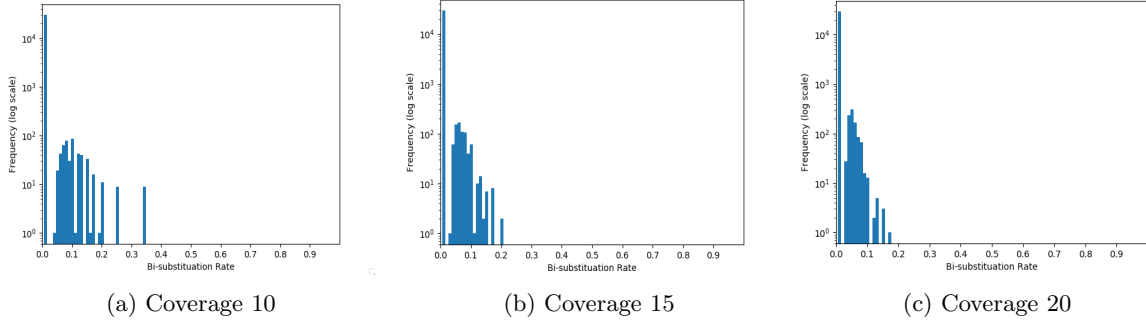 10⁴
10³
10²
10¹
10⁰
Frequency (log scale)
0.0 0.1 0.2 0.3 0.4 0.5 0.6 0.7 0.8 0.9
Bi-substituation Rate
(a) Coverage 10
10⁴
10³
10²
10¹
10⁰
Frequency (log scale)
0.0 0.1 0.2 0.3 0.4 0.5 0.6 0.7 0.8 0.9
Bi-substituation Rate
(b) Coverage 15
10⁴
10³
10²
10¹
10⁰
Frequency (log scale)
0.0 0.1 0.2 0.3 0.4 0.5 0.6 0.7 0.8 0.9
Bi-substituation Rate
(c) Coverage 20